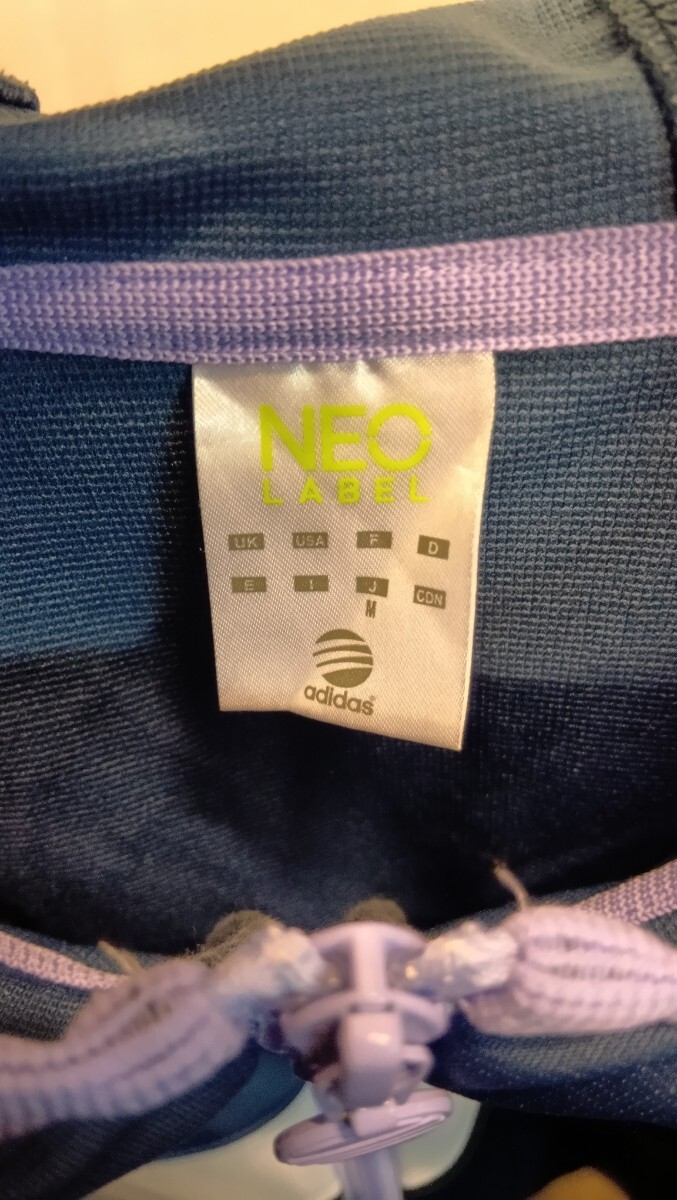 NEO
LABEL
UK USA F D
E I J CDN
M
adidas®